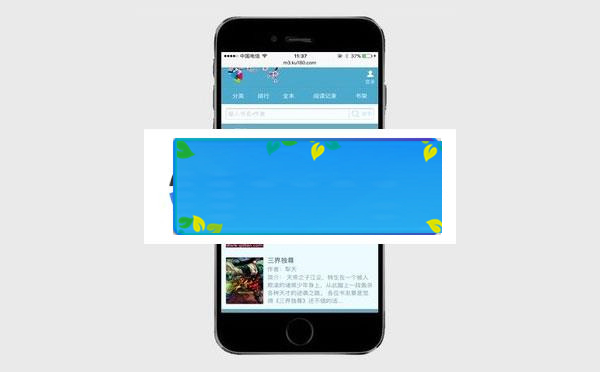 中国电信 11:37 37%
m3.ku180.com
登录
分类 排行 全本 阅读记录 书架
输入书名•作者 搜索
三界独尊
作者：犁天
简介： 天帝之子江尘，转生在一个被人
欺凌的诸侯少年身上，从此踏上一段轰杀
各种天才的逆袭之路。 各位书友要是觉
得《三界独尊》还不错的话...